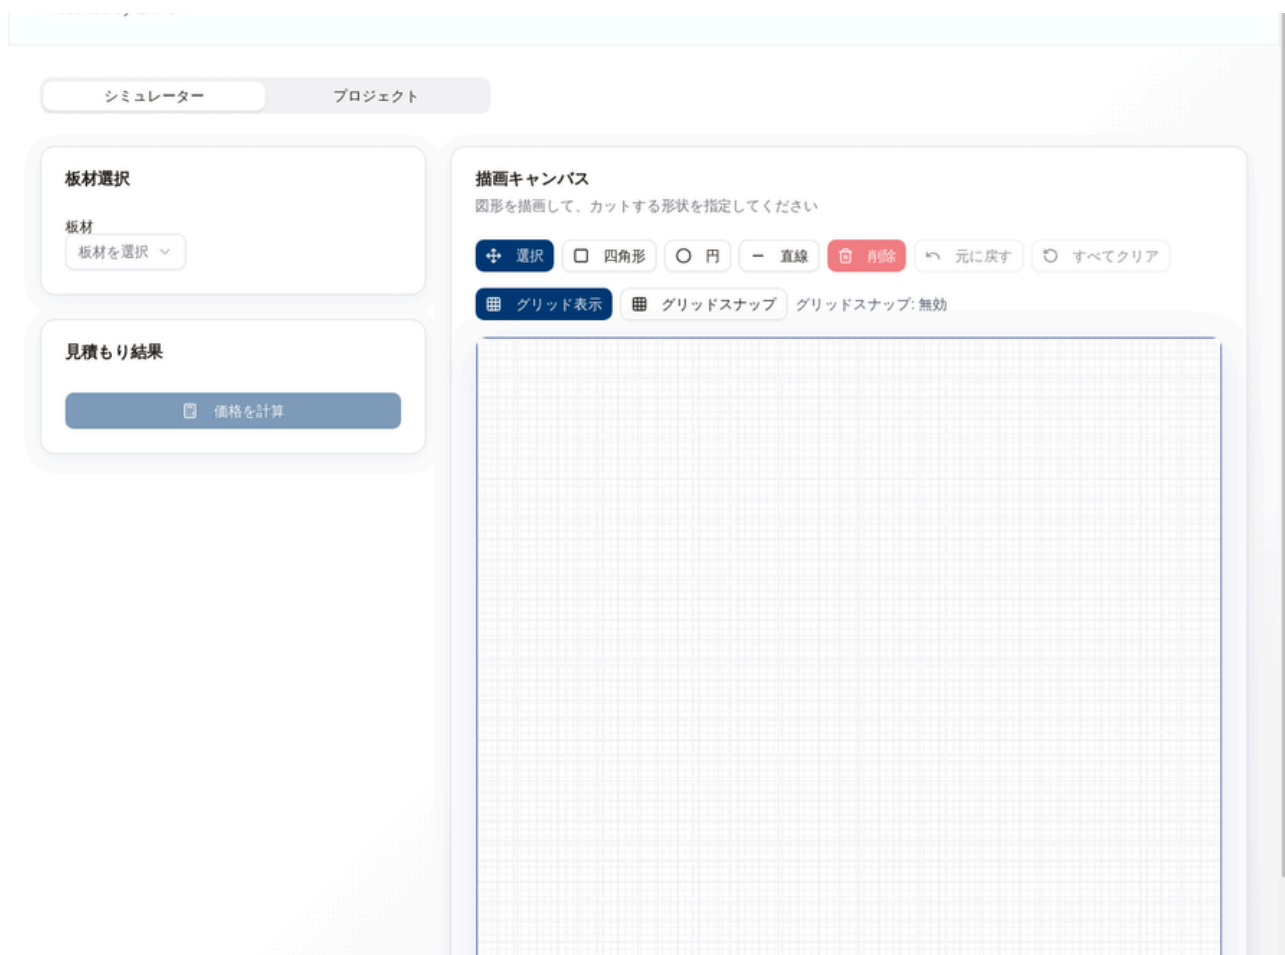 シミュレーター
プロジェクト
板材選択
板材
板材を選択
見積もり結果
価格を計算
描画キャンバス
図形を描画して、カットする形状を指定してください
選択
四角形
円
直線
削除
元に戻す
すべてクリア
グリッド表示
グリッドスナップ
グリッドスナップ: 無効